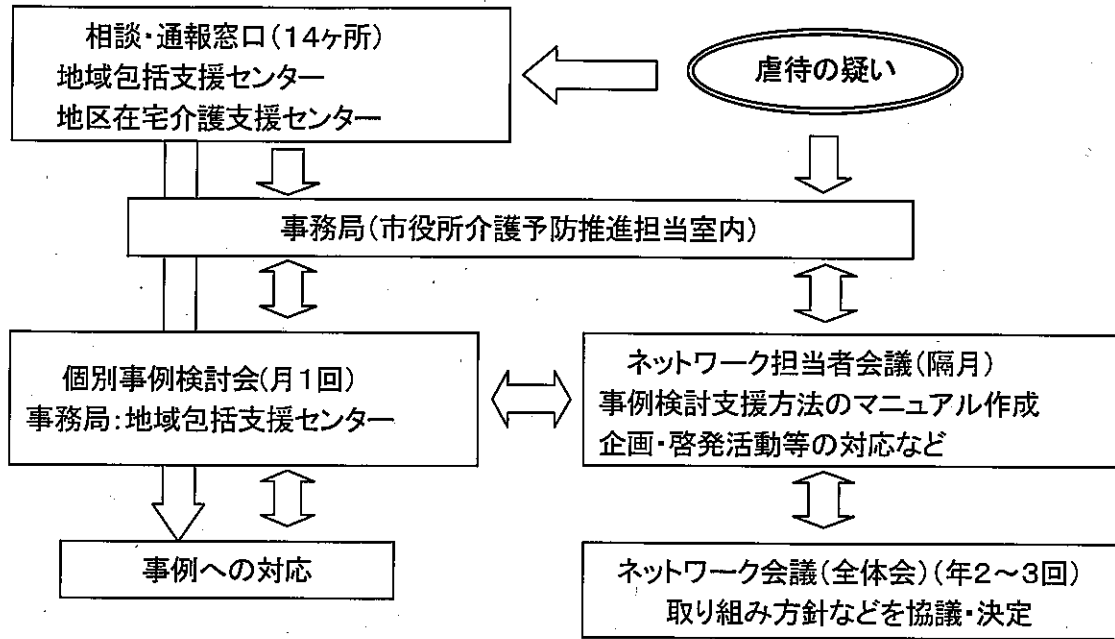 相談・通報窓口(14ヶ所)
地域包括支援センター
地区在宅介護支援センター
虐待の疑い
事務局(市役所介護予防推進担当室内)
個別事例検討会(月1回)
事務局:地域包括支援センター
ネットワーク担当者会議(隔月)
事例検討支援方法のマニュアル作成
企画・啓発活動等の対応など
事例への対応
ネットワーク会議(全体会)(年2~3回)
取り組み方針などを協議・決定